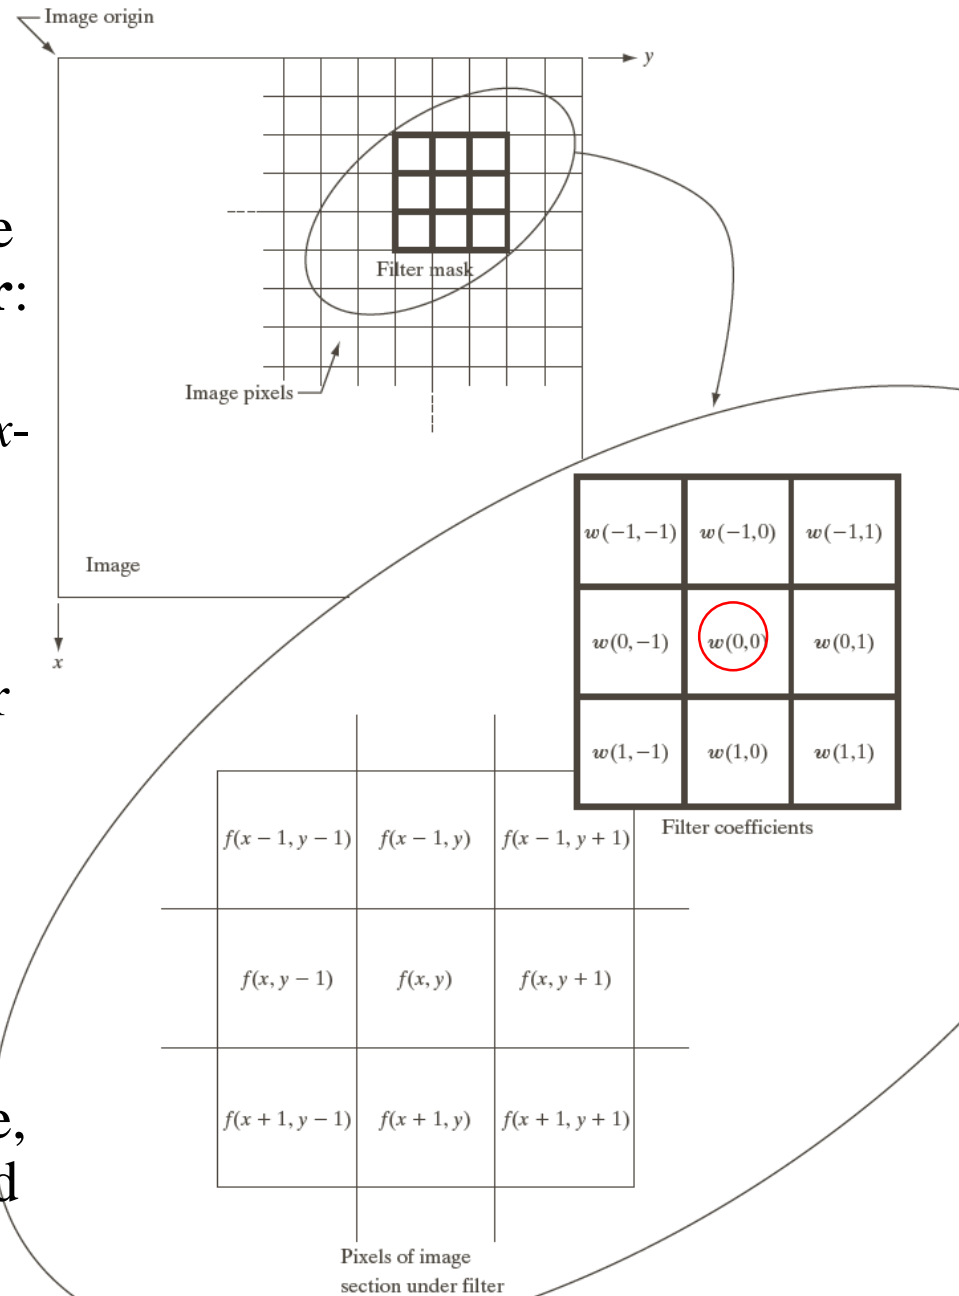 Image origin
y
e
r:
Filter mask
Image pixels
x-
w(−1,−1) w(−1,0) w(−1,1)
Image
w(0,−1) w(0,0) w(0,1)
x
r
w(1,−1) w(1,0) w(1,1)
Filter coefficients
f(x − 1, y − 1) f(x − 1, y) f(x − 1, y + 1)
f(x, y − 1) f(x, y) f(x, y + 1)
f(x + 1, y − 1) f(x + 1, y) f(x + 1, y + 1)
e,
d
Pixels of image
section under filter